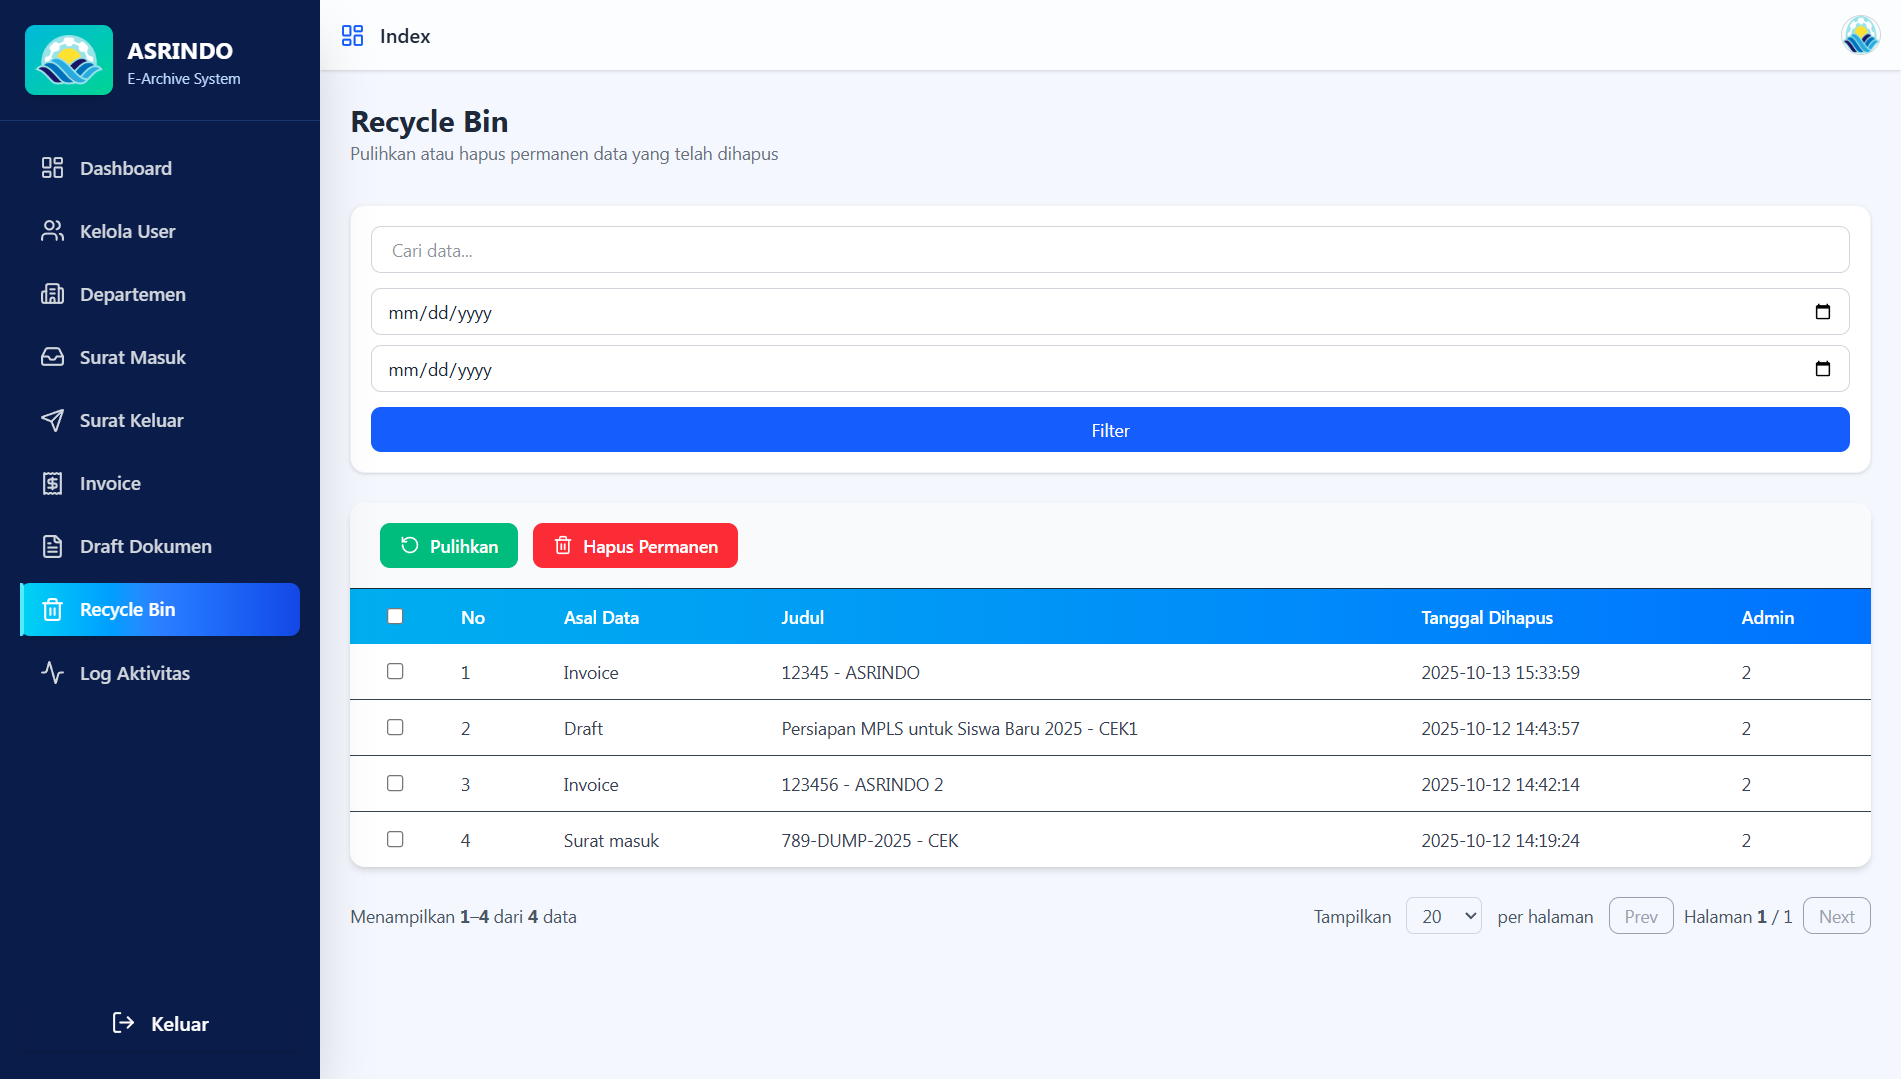 ASRINDO
E-Archive System
Dashboard
Kelola User
Departemen
Surat Masuk
Surat Keluar
Invoice
Draft Dokumen
Recycle Bin
Log Aktivitas
Keluar
Index
Recycle Bin
Pulihkan atau hapus permanen data yang telah dihapus
Cari data...
mm/dd/yyyy
mm/dd/yyyy
Filter
Pulihkan Hapus Permanen
No Asal Data Judul Tanggal Dihapus Admin
1 Invoice 12345 - ASRINDO 2025-10-13 15:33:59 2
2 Draft Persiapan MPLS untuk Siswa Baru 2025 - CEK1 2025-10-12 14:43:57 2
3 Invoice 123456 - ASRINDO 2 2025-10-12 14:42:14 2
4 Surat masuk 789-DUMP-2025 - CEK 2025-10-12 14:19:24 2
Menampilkan 1–4 dari 4 data Tampilkan 20 per halaman Prev Halaman 1 / 1 Next